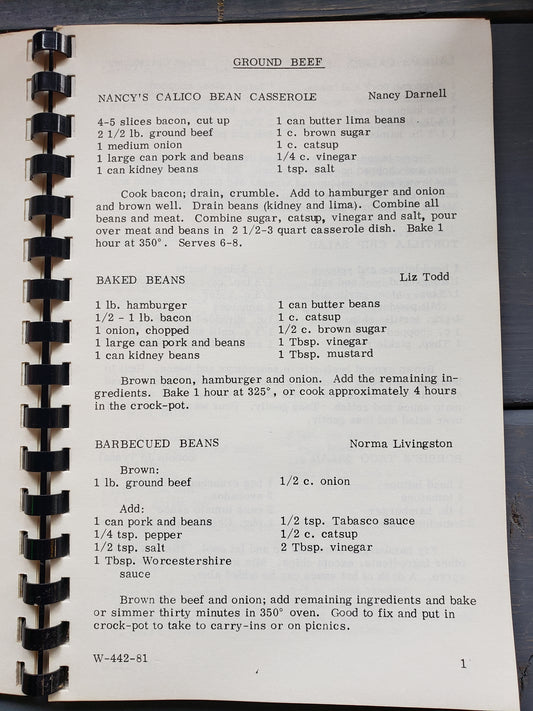 GROUND BEEF
NANCY'S CALICO BEAN CASSEROLE Nancy Darnell
4-5 slices bacon, cut up 1 can butter lima beans
2 1/2 lb. ground beef 1 c. brown sugar
1 medium onion 1 c. catsup
1 large can pork and beans 1/4 c. vinegar
1 can kidney beans 1 tsp. salt
Cook bacon; drain, crumble. Add to hamburger and onion
and brown well. Drain beans (kidney and lima). Combine all
beans and meat. Combine sugar, catsup, vinegar and salt, pour
over meat and beans in 2 1/2-3 quart casserole dish. Bake 1
hour at 350°. Serves 6-8.
BAKED BEANS Liz Todd
1 lb. hamburger 1 can butter beans
1/2 - 1 lb. bacon 1 c. catsup
1 onion, chopped 1/2 c. brown sugar
1 large can pork and beans 1 Tbsp. vinegar
1 can kidney beans 1 Tbsp. mustard
Brown bacon, hamburger and onion. Add the remaining in-
gredients. Bake 1 hour at 325°, or cook approximately 4 hours
in the crock-pot.
BARBECUED BEANS Norma Livingston
Brown:
1 lb. ground beef 1/2 c. onion
Add:
1 can pork and beans 1/2 tsp. Tabasco sauce
1/4 tsp. pepper 1/2 c. catsup
1/2 tsp. salt 2 Tbsp. vinegar
1 Tbsp. Worcestershire
sauce
Brown the beef and onion; add remaining ingredients and bake
or simmer thirty minutes in 350° oven. Good to fix and put in
crock-pot to take to carry-ins or on picnics.
W-442-81 1